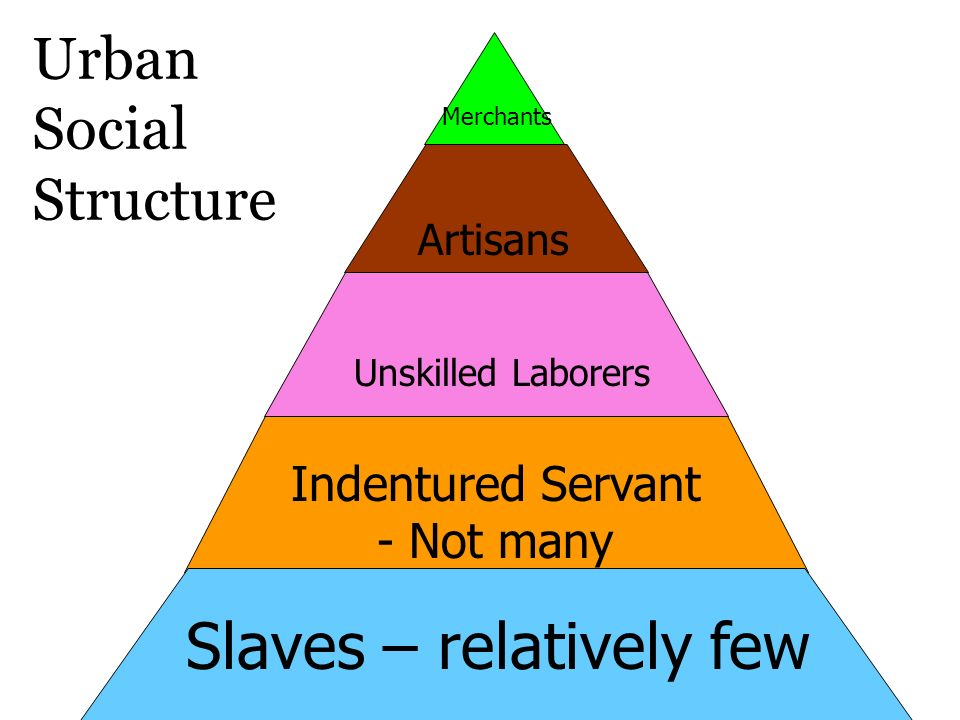 Urban
Social
Structure
Merchants
Artisans
Unskilled Laborers
Indentured Servant
- Not many
Slaves – relatively few